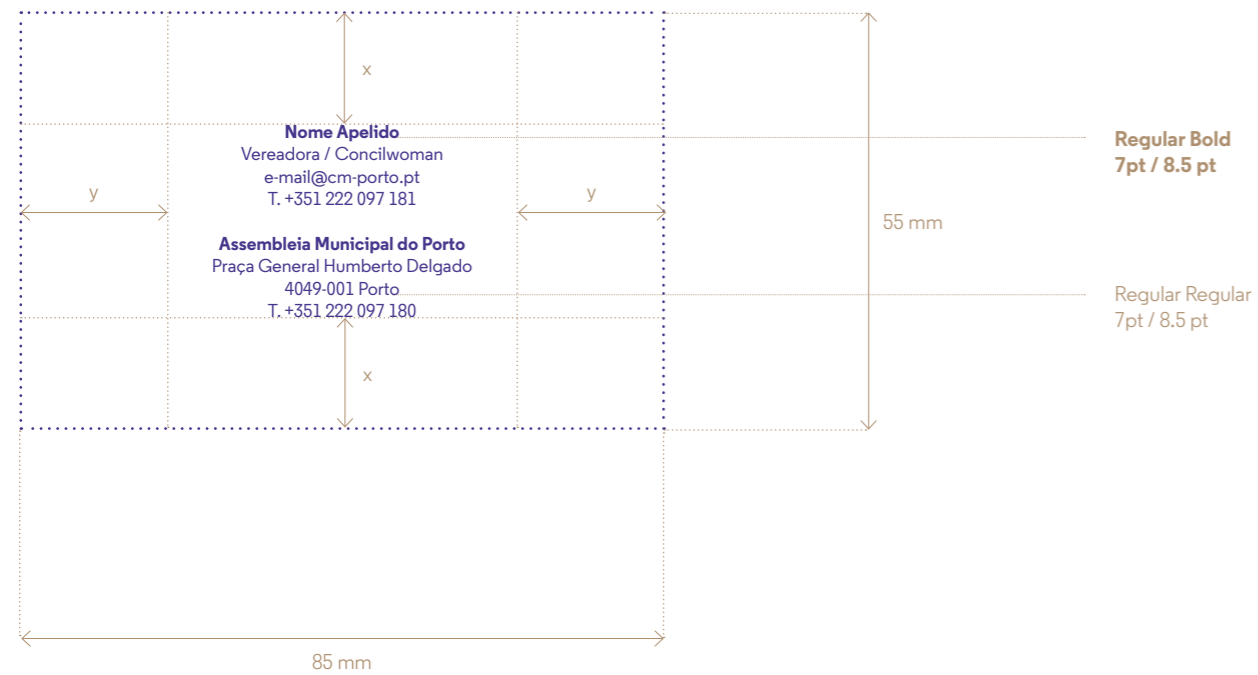 x
Nome Apelido
Vereadora / Concilwoman
e-mail@cm-porto.pt
T. +351 222 097 181
Regular Bold
7pt / 8.5 pt
y
y
55 mm
Assembleia Municipal do Porto
Praça General Humberto Delgado
4049-001 Porto
T. +351 222 097 180
Regular Regular
7pt / 8.5 pt
x
85 mm